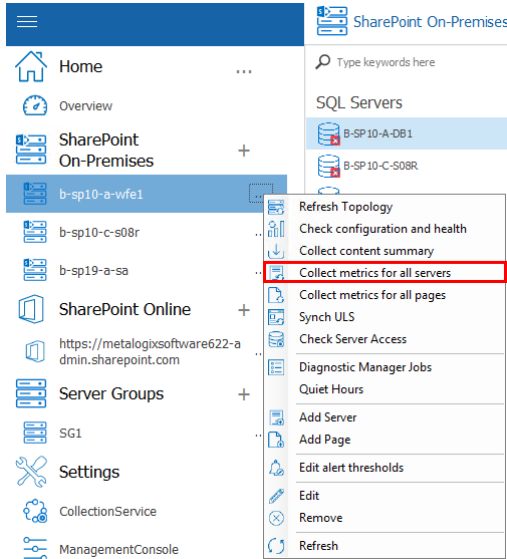 Home
...
Overview
SharePoint
On-Premises
+
b-sp10-a-wfe1
...
b-sp10-c-s08r
b-sp19-a-sa
SharePoint Online
+
https://metalogixsoftware622-a
dmin.sharepoint.com
Server Groups
+
SG1
Settings
CollectionService
ManagementConsole
SharePoint On-Premises
Type keywords here
SQL Servers
B-SP10-A-DB1
B-SP10-C-S08R
Refresh Topology
Check configuration and health
Collect content summary
Collect metrics for all servers
Collect metrics for all pages
Synch ULS
Check Server Access
Diagnostic Manager Jobs
Quiet Hours
Add Server
Add Page
Edit alert thresholds
Edit
Remove
Refresh